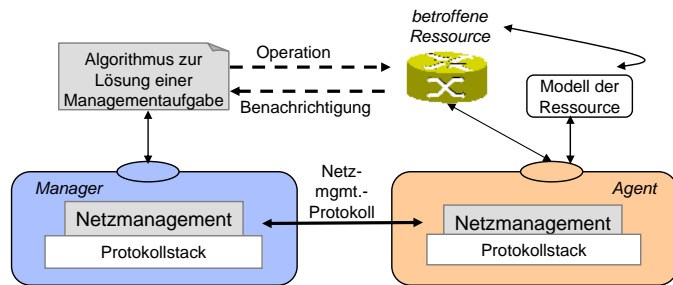 betroffene
Ressource
Algorithmus zur
Lösung einer
Managementaufgabe
Operation
Benachrichtigung
Modell der
Ressource
Manager
Netz-
mgmt.-
Protokoll
Agent
Netzmanagement
Protokollstack
Netzmanagement
Protokollstack